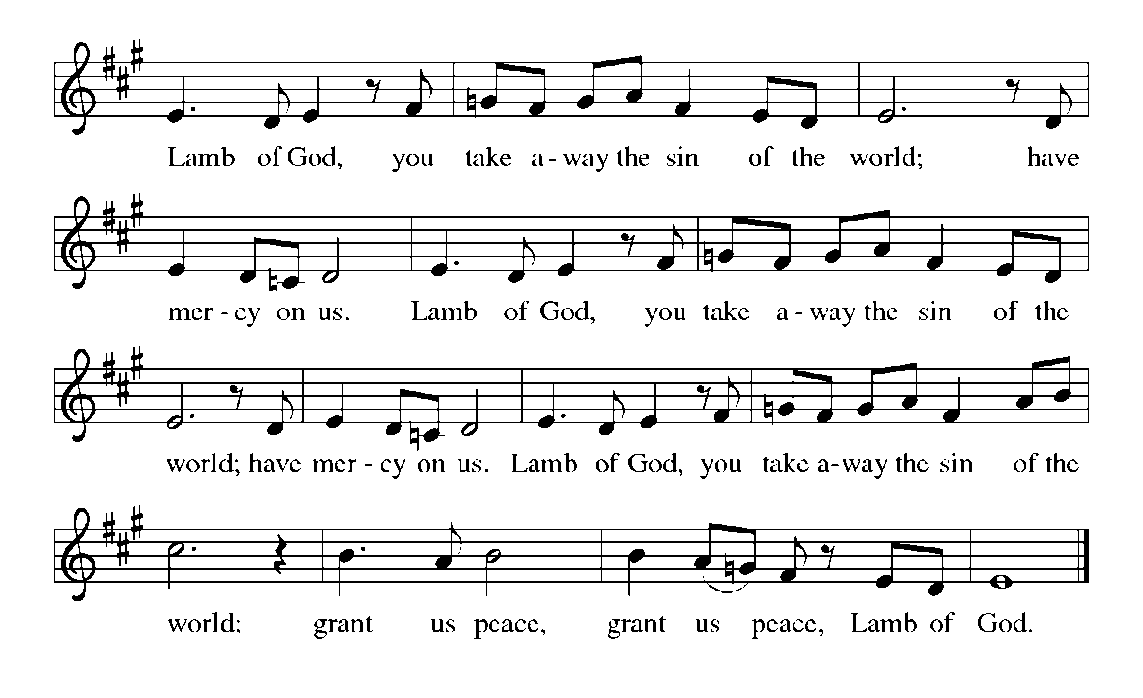 Lamb of God, you take a - way the sin of the world; have
mer - cy on us. Lamb of God, you take a - way the sin of the
world; have mer - cy on us. Lamb of God, you take a - way the sin of the
world; grant us peace, grant us peace, Lamb of God.